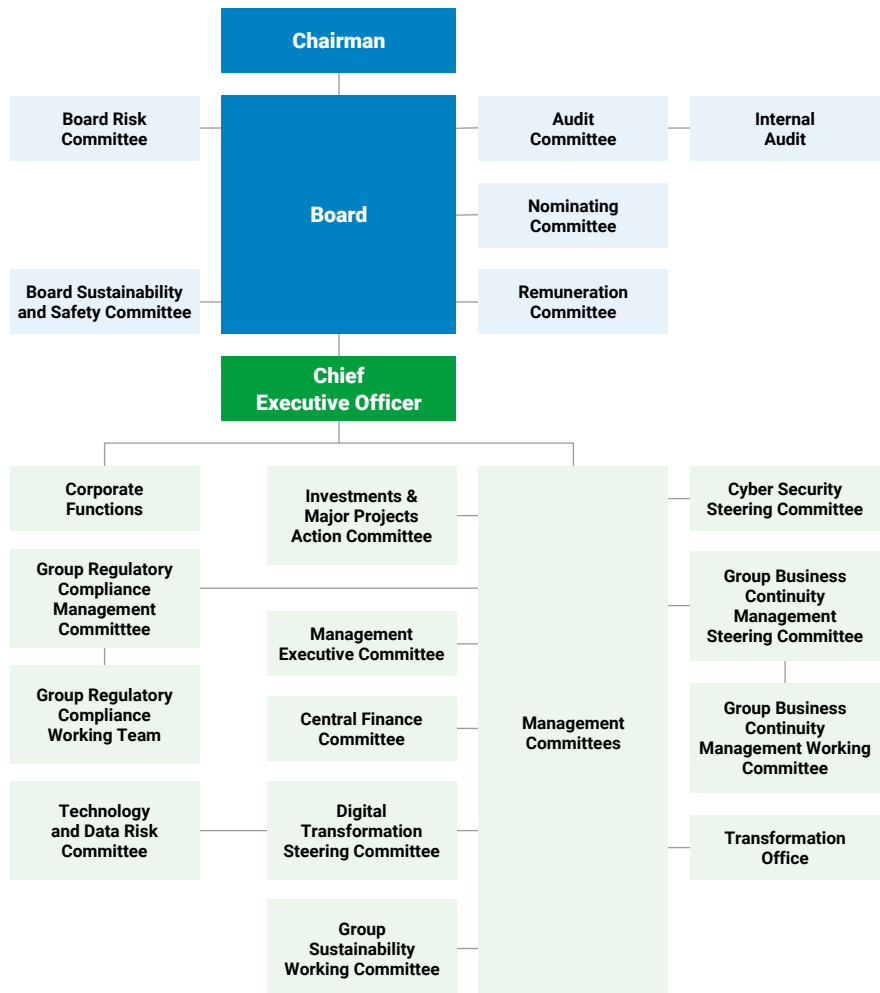 Chairman
Board Risk
Committee
Board
Audit
Committee
Internal
Audit
Nominating
Committee
Board Sustainability
and Safety Committee
Remuneration
Committee
Chief
Executive Officer
Corporate
Functions
Investments &
Major Projects
Action Committee
Cyber Security
Steering Committee
Group Regulatory
Compliance
Management
Committtee
Group Business
Continuity
Management
Steering Committee
Management
Executive Committee
Group Regulatory
Compliance
Working Team
Central Finance
Committee
Management
Committees
Group Business
Continuity
Management Working
Committee
Technology
and Data Risk
Committee
Digital
Transformation
Steering Committee
Transformation
Office
Group
Sustainability
Working Committee